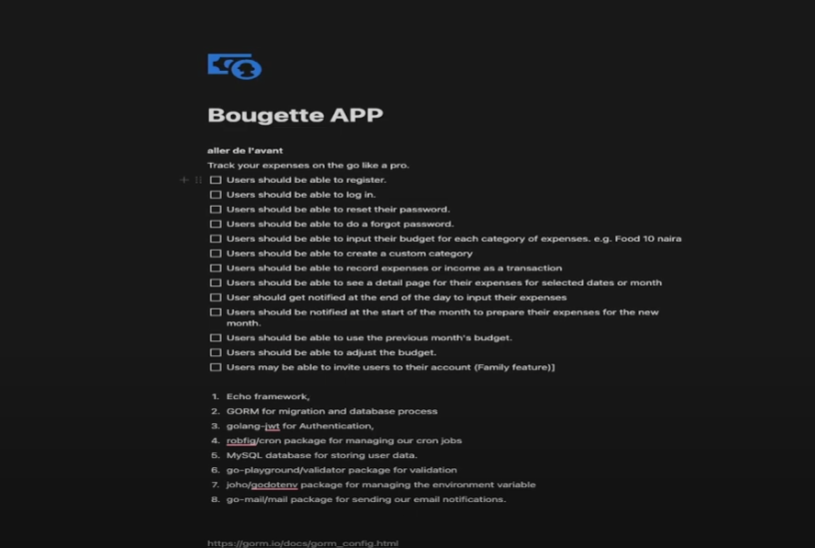 Bougette APP
aller de l'avant
Track your expenses on the go like a pro.
Users should be able to register.
Users should be able to log in.
Users should be able to reset their password.
Users should be able to do a forgot password.
Users should be able to input their budget for each category of expenses. e.g. Food 10 naira
Users should be able to create a custom category
Users should be able to record expenses or income as a transaction
Users should be able to see a detail page for their expenses for selected dates or month
User should get notified at the end of the day to input their expenses
Users should be notified at the start of the month to prepare their expenses for the new
month.
Users should be able to use the previous month's budget.
Users should be able to adjust the budget.
Users may be able to invite users to their account (Family feature)]
1. Echo framework,
2. GORM for migration and database process
3. golang-jwt for Authentication,
4. robfig/cron package for managing our cron jobs
5. MySQL database for storing user data.
6. go-playground/validator package for validation
7. joho/godotenv package for managing the environment variable
8. go-mail/mail package for sending our email notifications.
https://gorm.io/docs/gorm_config.html